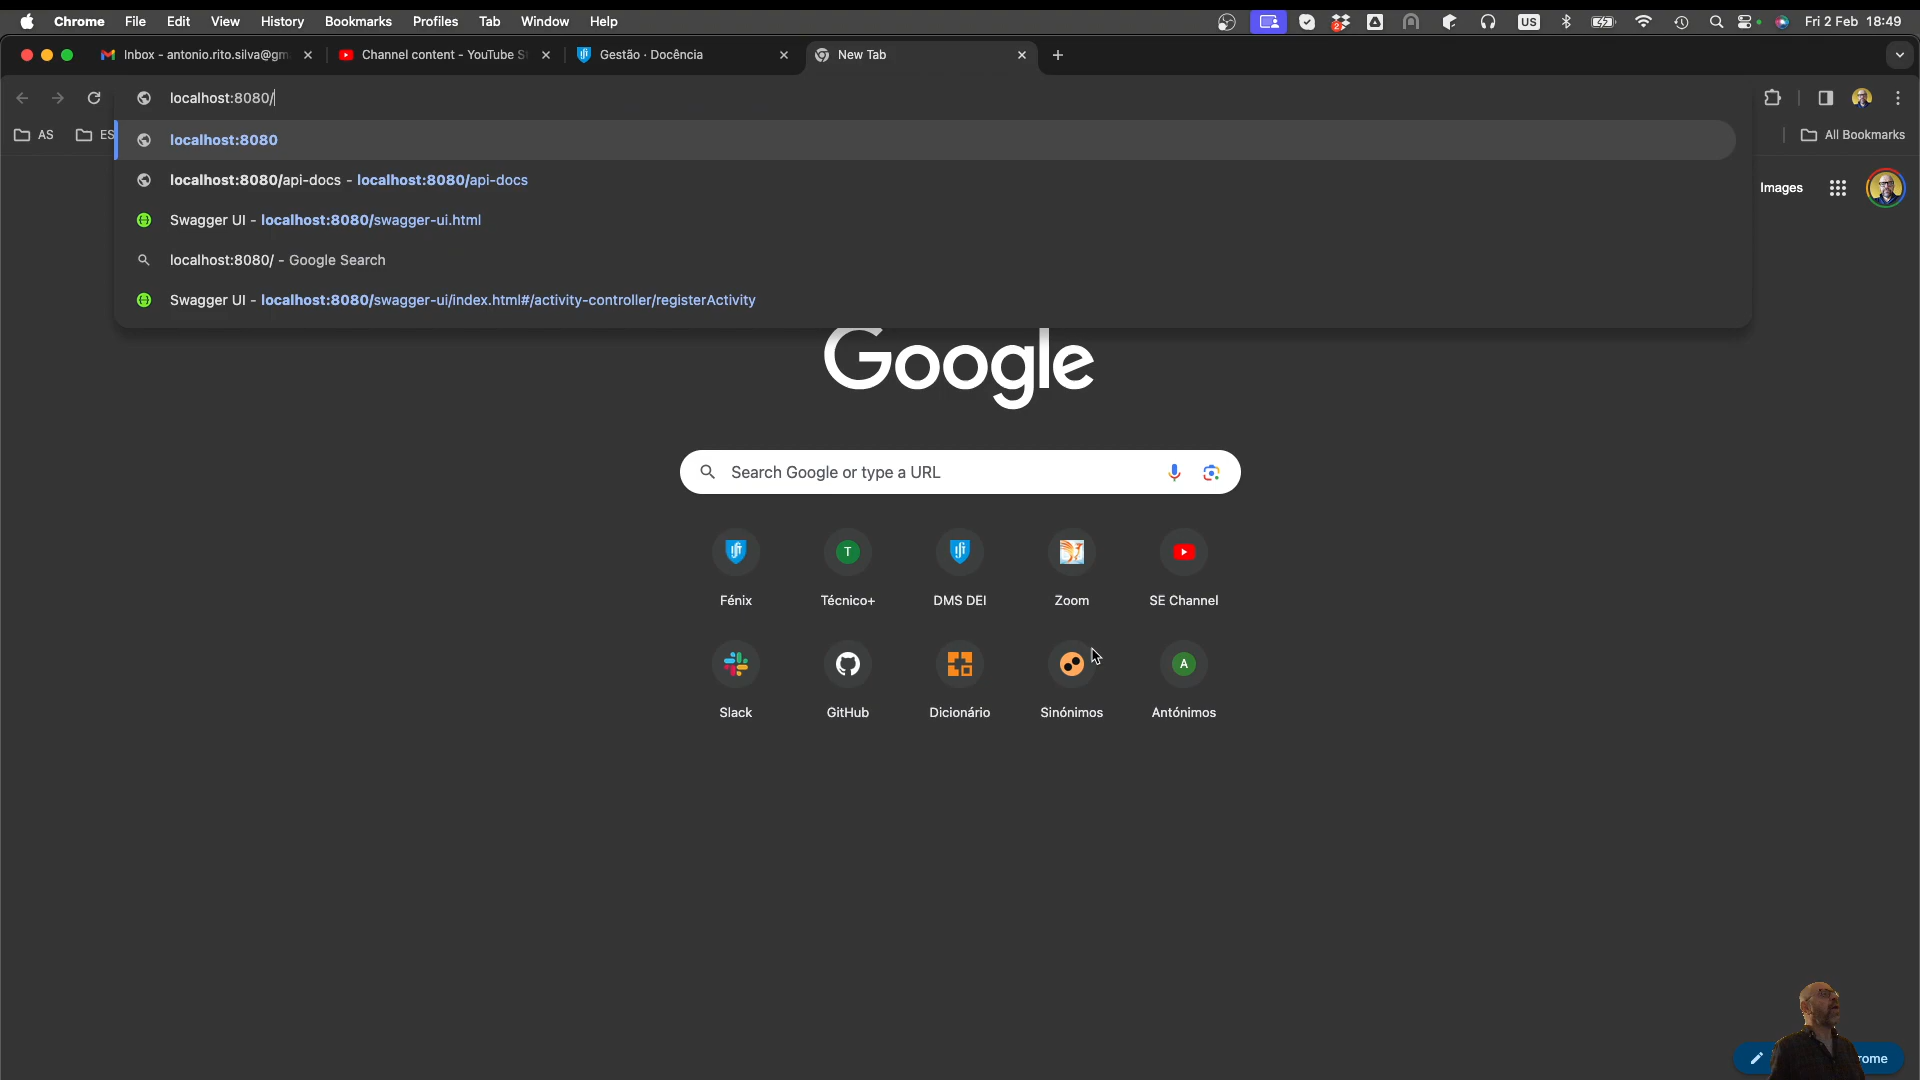 Chrome File Edit View History Bookmarks Profiles Tab Window Help 2 US Fri 2 Feb 18:49
Inbox - antonio.rito.silva@gm Channel content - YouTube S Gestão · Docência New Tab
localhost:8080/
AS ES All Bookmarks
localhost:8080
localhost:8080/api-docs - localhost:8080/api-docs
Images
Swagger UI - localhost:8080/swagger-ui.html
localhost:8080/ - Google Search
Swagger UI - localhost:8080/swagger-ui/index.html#/activity-controller/registerActivity
Google
Search Google or type a URL
T
Fénix Técnico+ DMS DEI Zoom SE Channel
A
Slack GitHub Dicionário Sinónimos Antónimos
rome